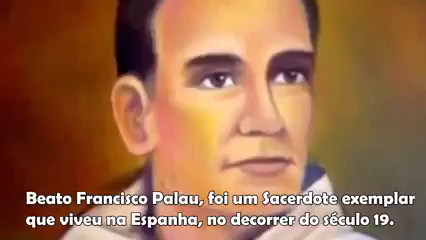 Beato Francisco Palau, foi um Sacerdote exemplar
que viveu na Espanha, no decorrer do século 19.